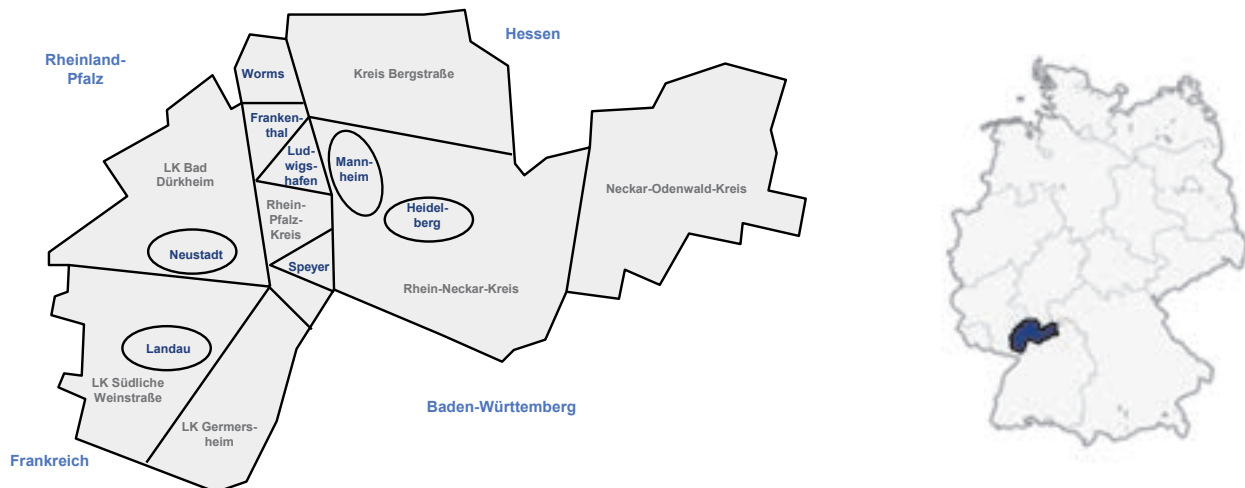 Hessen
Rheinland-
Pfalz
Worms
Kreis Bergstraße
Franken-
thal
Lud-
wigs-
hafen
Mann-
heim
LK Bad
Dürkheim
Neckar-Odenwald-Kreis
Rhein-
Pfalz-
Kreis
Heidel-
berg
Neustadt
Speyer
Rhein-Neckar-Kreis
Landau
LK Südliche
Weinstraße
Baden-Württemberg
LK Germers-
heim
Frankreich